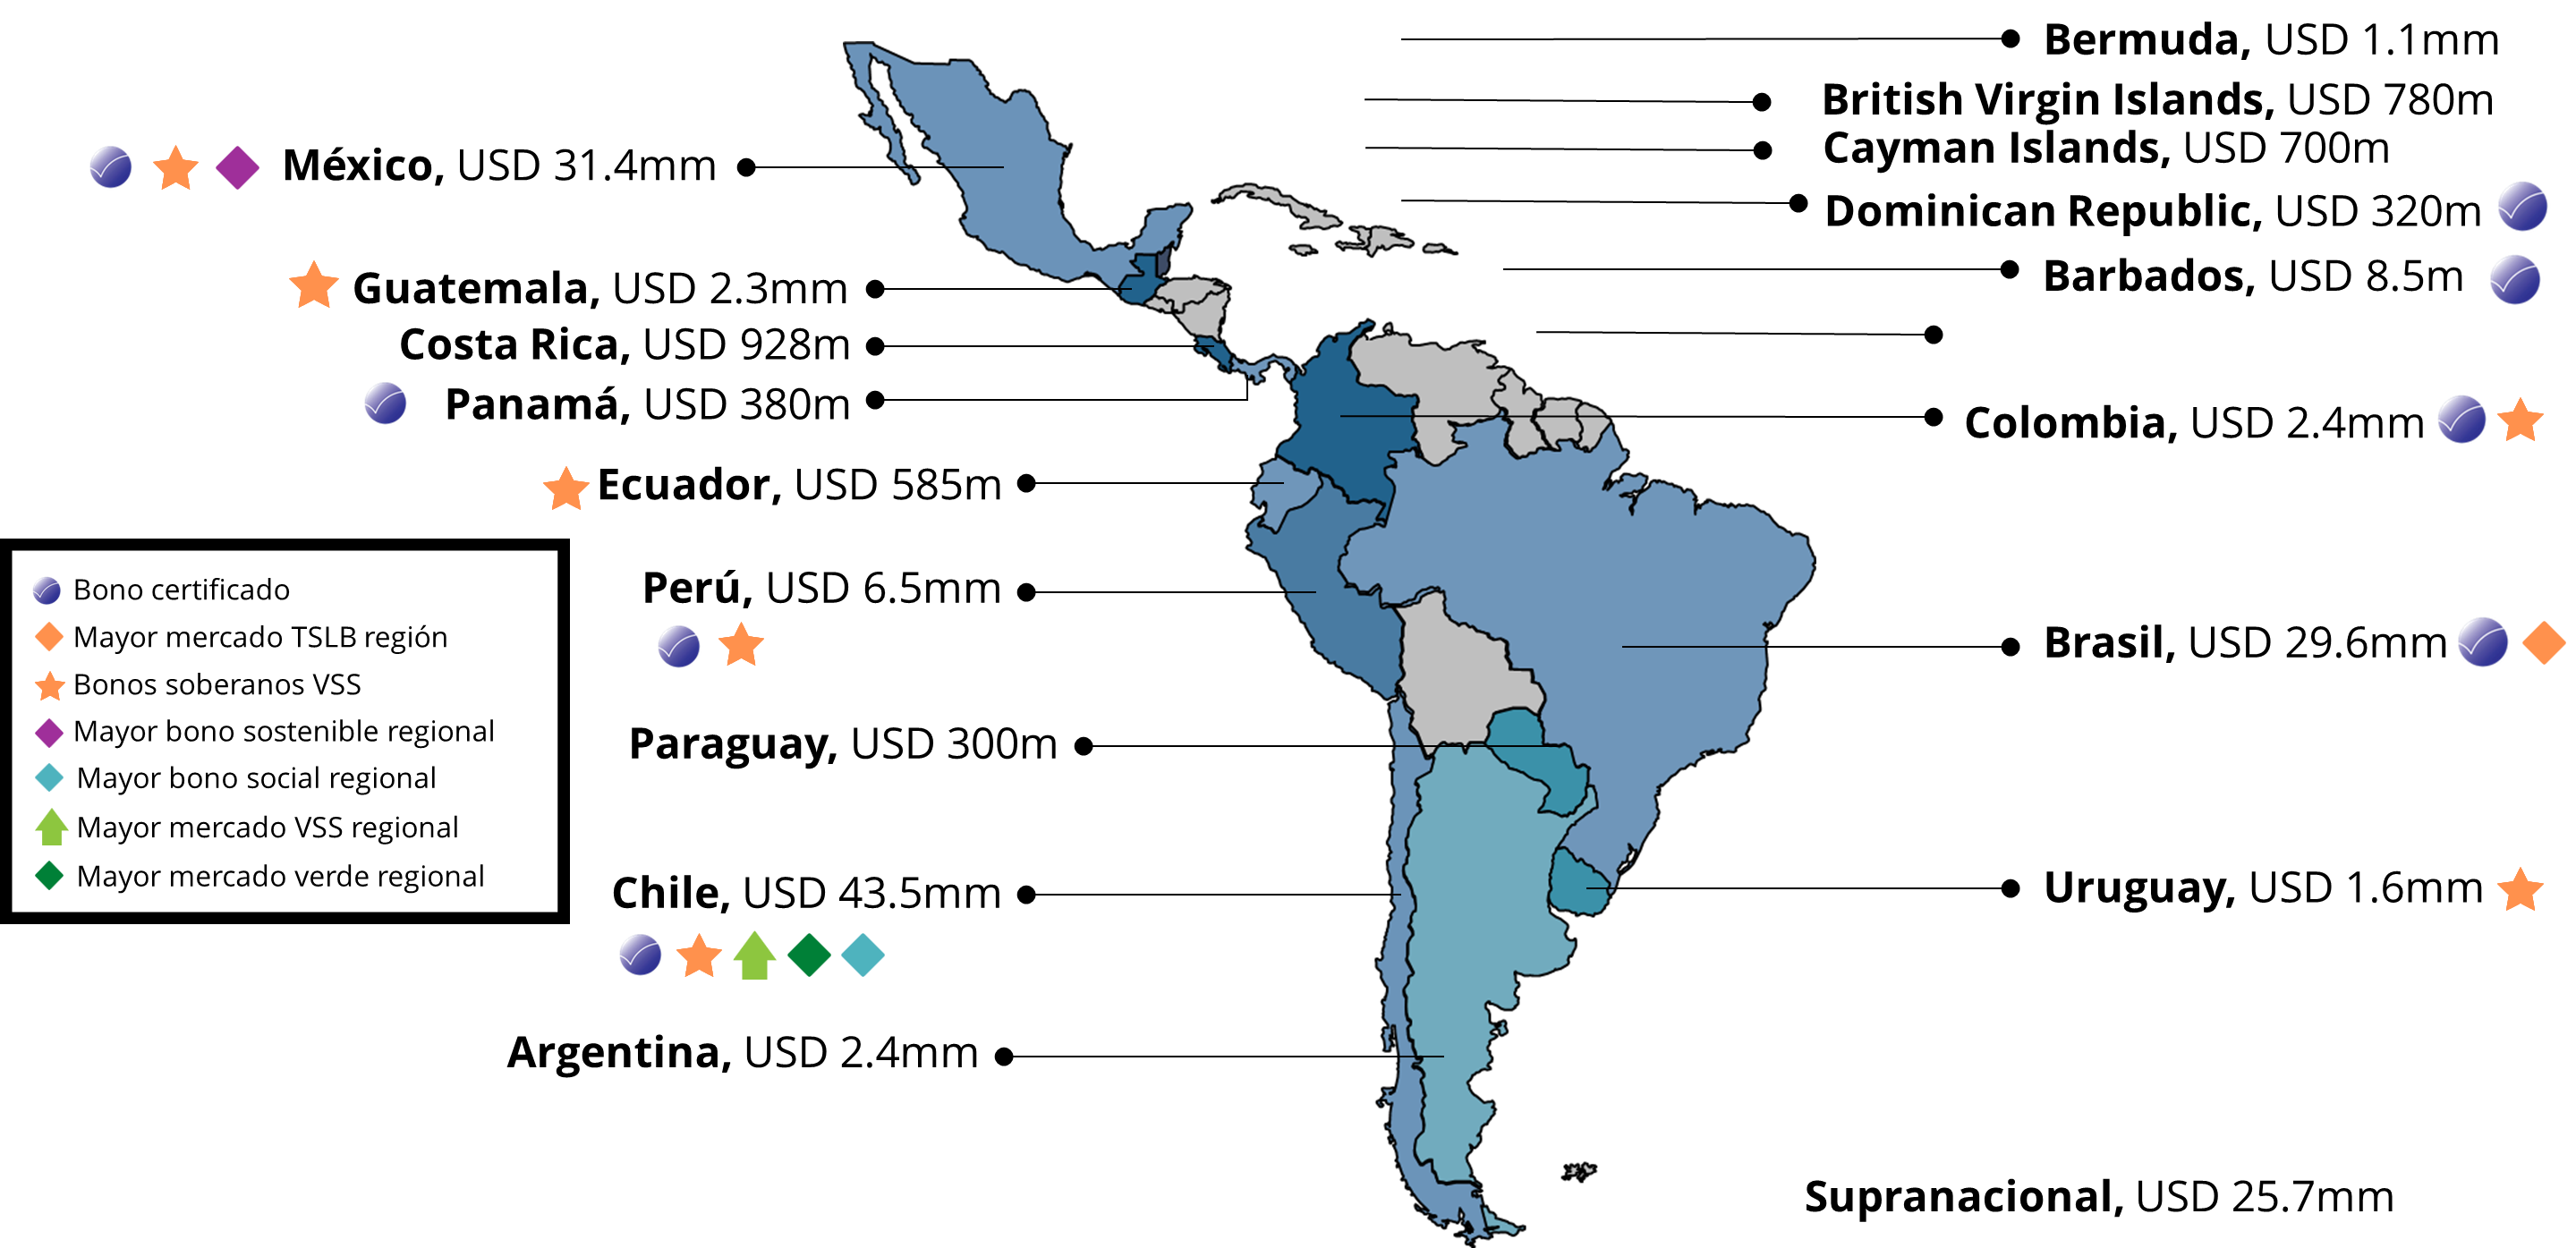 México, USD 31.4mm
Guatemala, USD 2.3mm
Costa Rica, USD 928m
Panamá, USD 380m
Ecuador, USD 585m
Perú, USD 6.5mm
Paraguay, USD 300m
Chile, USD 43.5mm
Argentina, USD 2.4mm
Bermuda, USD 1.1mm
British Virgin Islands, USD 780m
Cayman Islands, USD 700m
Dominican Republic, USD 320m
Barbados, USD 8.5m
Colombia, USD 2.4mm
Brasil, USD 29.6mm
Uruguay, USD 1.6mm
Supranacional, USD 25.7mm
Bono certificado
Mayor mercado TSLB región
Bonos soberanos VSS
Mayor bono sostenible regional
Mayor bono social regional
Mayor mercado VSS regional
Mayor mercado verde regional